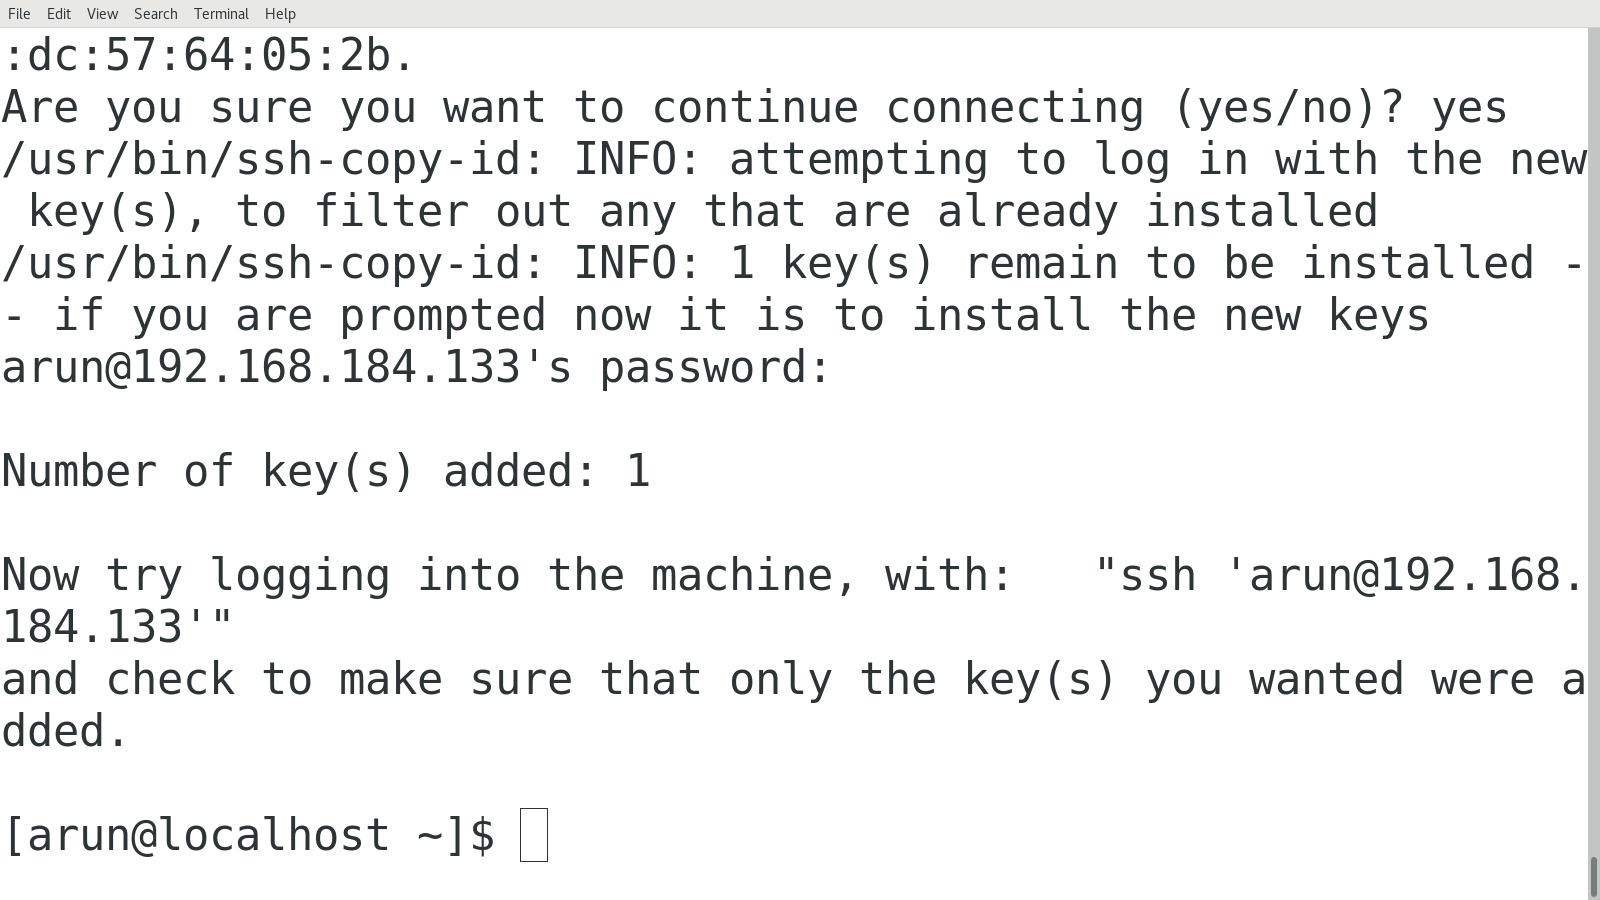 File Edit View Search Terminal Help
:dc:57:64:05:2b.
Are you sure you want to continue connecting (yes/no)? yes
/usr/bin/ssh-copy-id: INFO: attempting to log in with the new
 key(s), to filter out any that are already installed
/usr/bin/ssh-copy-id: INFO: 1 key(s) remain to be installed -
- if you are prompted now it is to install the new keys
arun@192.168.184.133's password:
Number of key(s) added: 1
Now try logging into the machine, with:   "ssh 'arun@192.168.
184.133'"
and check to make sure that only the key(s) you wanted were a
dded.
[arun@localhost ~]$